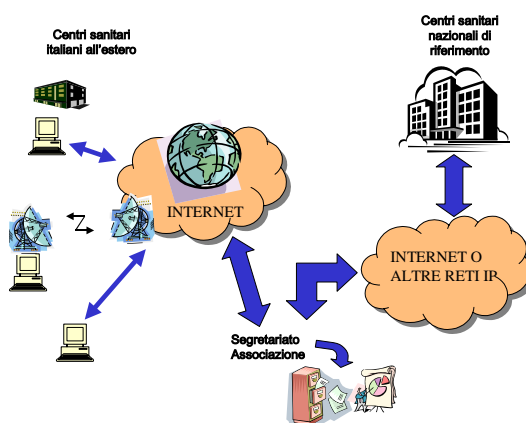 Centri sanitari
Italiani all'estero
Centri sanitari
nazionali di
riferimento
INTERNET
INTERNET O
ALTRE RETI IP
Segretariato
Associazione